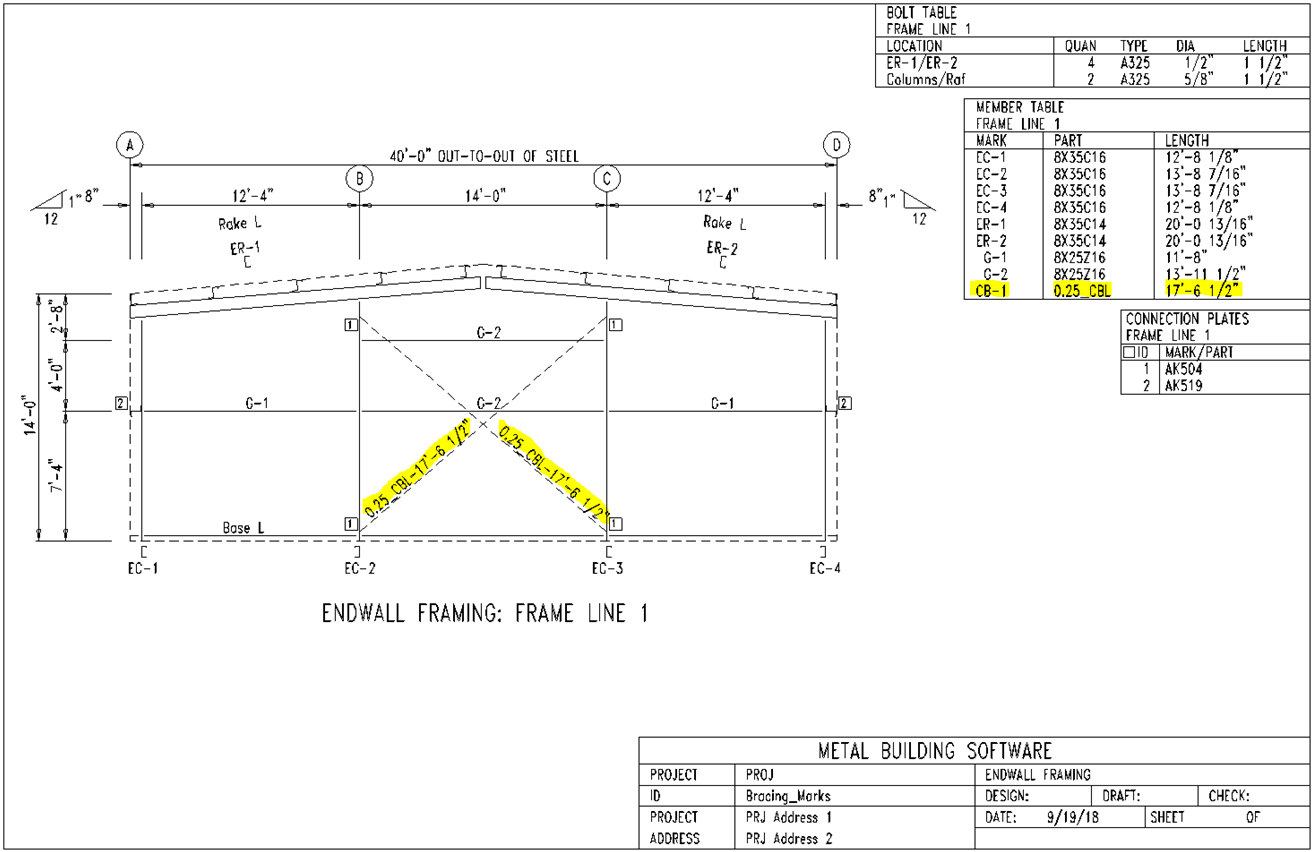 BOLT TABLE
FRAME LINE 1
LOCATION QUAN TYPE DIA LENGTH
ER-1/ER-2 4 A325 1/2" 1 1/2"
Columns/Raf 2 A325 5/8" 1 1/2"
MEMBER TABLE
FRAME LINE 1
MARK PART LENGTH
EC-1 8X35C16 12'-8 1/8"
EC-2 8X35C16 13'-8 7/16"
EC-3 8X35C16 13'-8 7/16"
EC-4 8X35C16 12'-8 1/8"
ER-1 8X35C14 20'-0 13/16"
ER-2 8X35C14 20'-0 13/16"
G-1 8X25Z16 11'-8"
G-2 8X25Z16 13'-11 1/2"
CB-1 0.25_CBL 17'-6 1/2"
CONNECTION PLATES
FRAME LINE 1
ID MARK/PART
1 AK504
2 AK519
A D
40'-0" OUT-TO-OUT OF STEEL
B C
1" 8" 12'-4" 14'-0" 12'-4" 8" 1"
12 12
Rake L Rake L
ER-1 ER-2
2'-8"
1 1
G-2
4'-0"
14'-0"
2 G-1 G-2 G-1 2
0.25_CBL-17'-6 1/2" 0.25_CBL-17'-6 1/2"
7'-4"
1 1
Base L
EC-1 EC-2 EC-3 EC-4
ENDWALL FRAMING: FRAME LINE 1
METAL BUILDING SOFTWARE
PROJECT PROJ ENDWALL FRAMING
ID Bracing_Marks DESIGN: DRAFT: CHECK:
PROJECT PRJ Address 1 DATE: 9/19/18 SHEET OF
ADDRESS PRJ Address 2